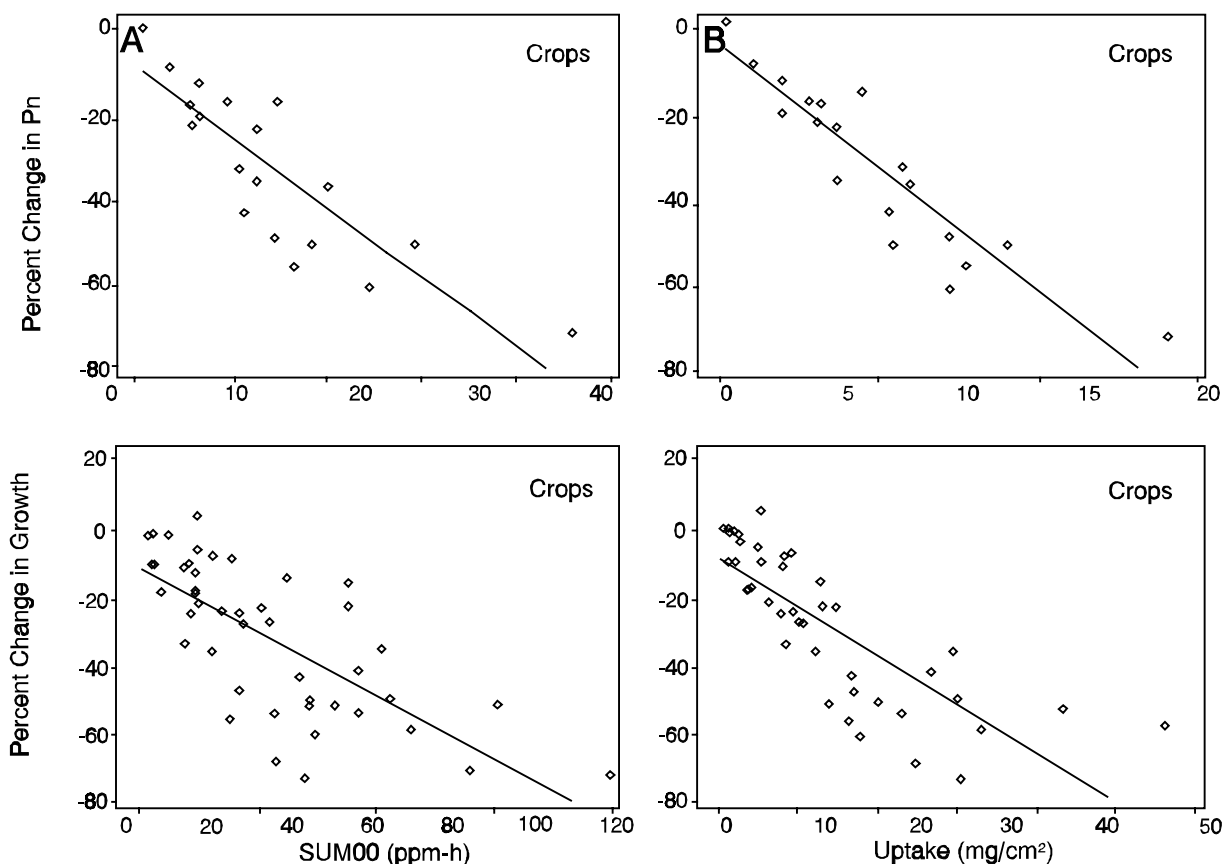 A
Crops
Percent Change in Pn
0
-20
-40
-60
-80
0 10 20 30 40
B
Crops
0
-20
-40
-60
-80
0 5 10 15 20
Crops
Percent Change in Growth
20
0
-20
-40
-60
-80
0 20 40 60 80 100 120
SUM00 (ppm-h)
Crops
20
0
-20
-40
-60
-80
0 10 20 30 40 50
Uptake (mg/cm²)